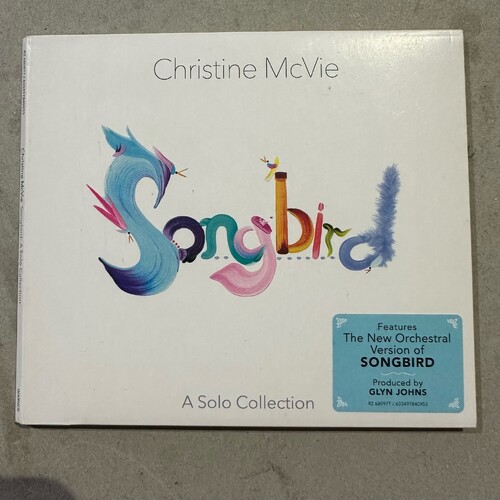 Christine McVie
Songbird
A Solo Collection
Features
The New Orchestral
Version of
SONGBIRD
Produced by
GLYN JOHNS